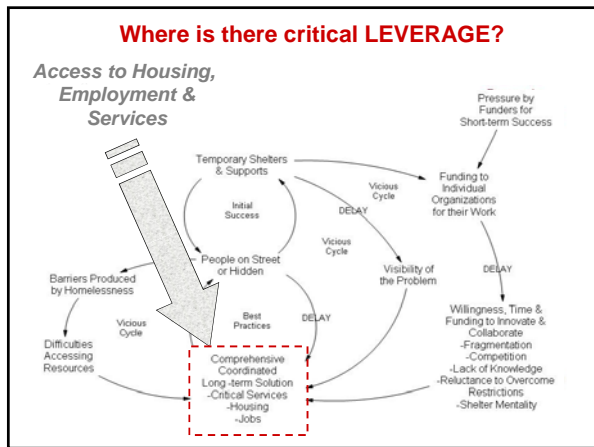 Where is there critical LEVERAGE?
Access to Housing,
Employment &
Services
Pressure by
Funders for
Short-term Success
Temporary Shelters
& Supports
Vicious
Cycle
Funding to
Individual
Organizations
for their Work
Initial
Success
DELAY
Vicious
Cycle
People on Street
or Hidden
Visibility of
the Problem
DELAY
Barriers Produced
by Homelessness
Vicious
Cycle
Best
Practices
DELAY
Willingness, Time &
Funding to Innovate &
Collaborate
-Fragmentation
-Competition
-Lack of Knowledge
-Reluctance to Overcome
Restrictions
-Shelter Mentality
Difficulties
Accessing
Resources
Comprehensive
Coordinated
Long-term Solution
-Critical Services
-Housing
-Jobs